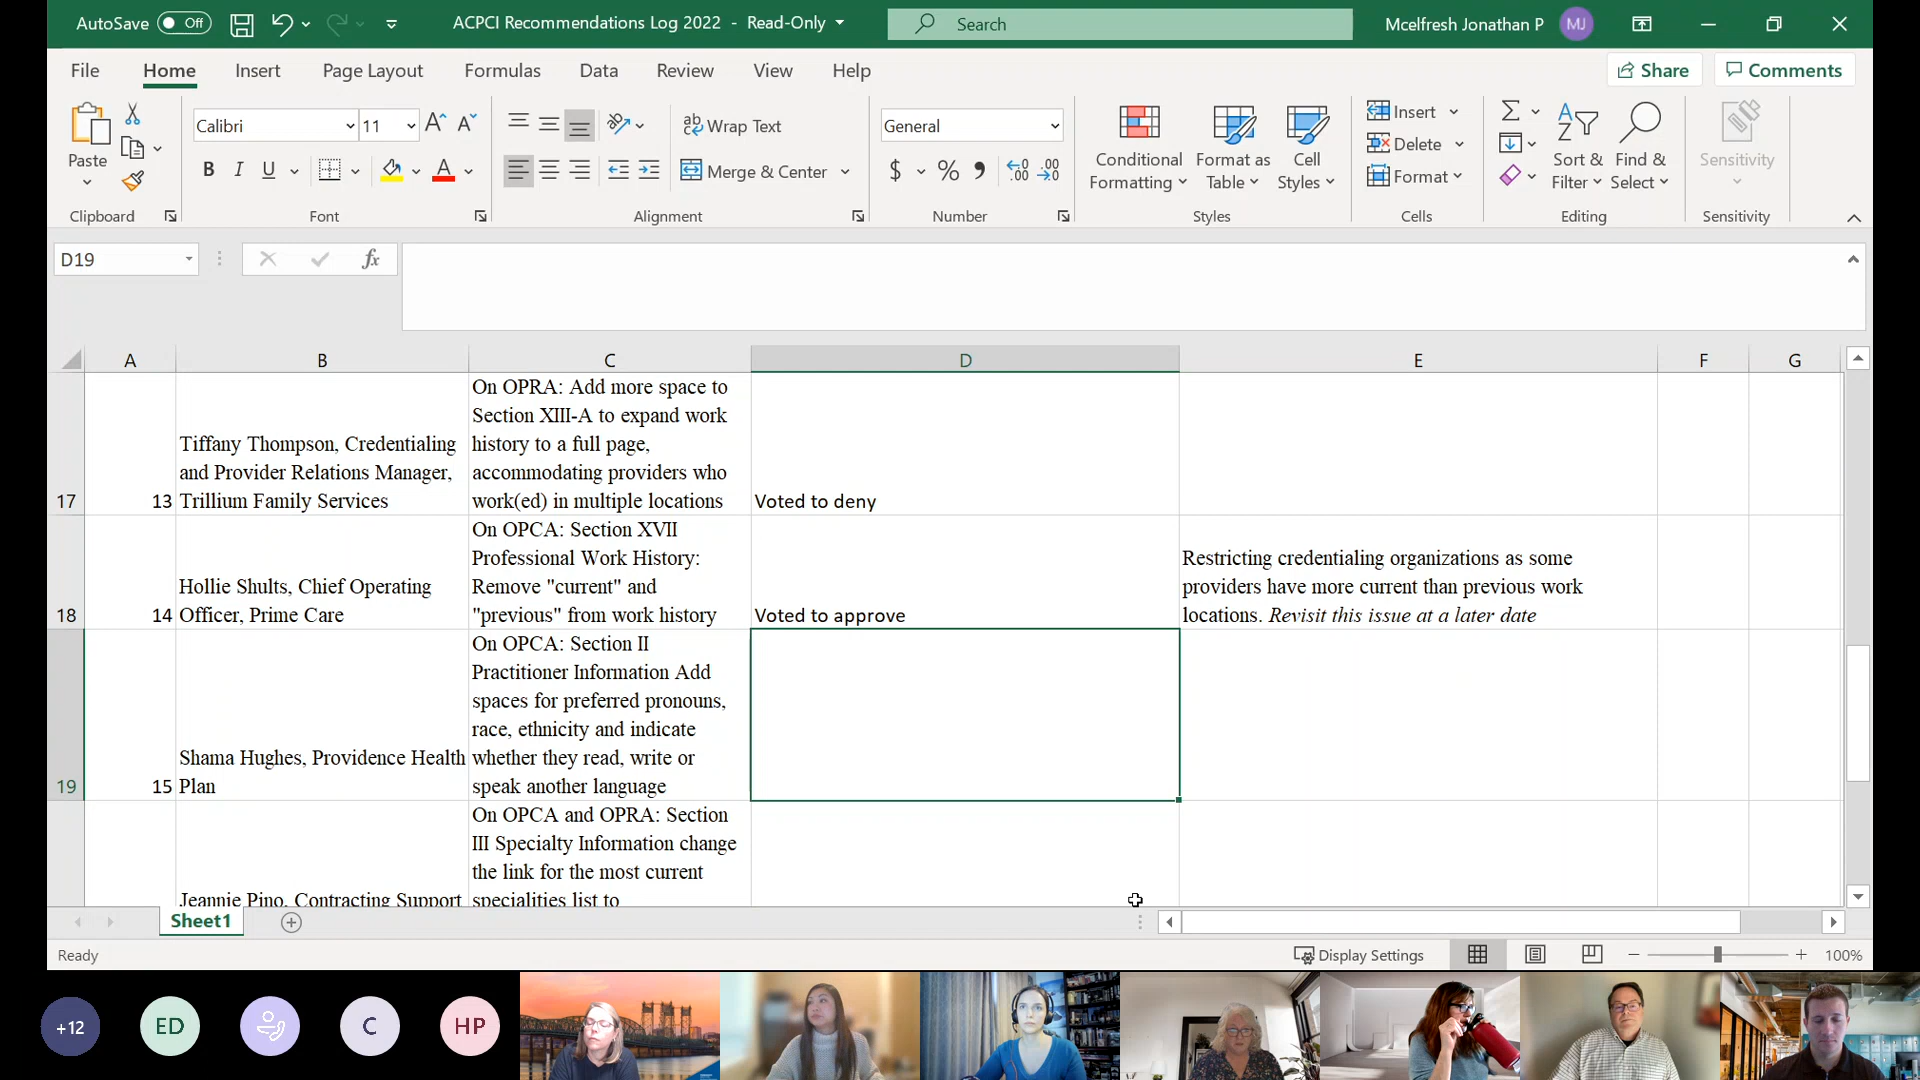 AutoSave Off ACPCI Recommendations Log 2022 - Read-Only Search Mcelfresh Jonathan P MJ
File Home Insert Page Layout Formulas Data Review View Help Share Comments
Paste
Clipboard
Calibri 11
B I U A
Font
Wrap Text
Merge & Center
Alignment
General
$ % 9 .00 .00
Number
Conditional Formatting
Format as Table
Cell Styles
Styles
Insert
Delete
Format
Cells
Sort & Filter
Find & Select
Editing
Sensitivity
Sensitivity
D19 fx
A B C D E F G
17
13
Tiffany Thompson, Credentialing
and Provider Relations Manager,
Trillium Family Services
On OPRA: Add more space to
Section XIII-A to expand work
history to a full page,
accommodating providers who
work(ed) in multiple locations
Voted to deny
18
14
Hollie Shults, Chief Operating
Officer, Prime Care
On OPCA: Section XVII
Professional Work History:
Remove "current" and
"previous" from work history
Voted to approve
Restricting credentialing organizations as some
providers have more current than previous work
locations. Revisit this issue at a later date
19
15
Shama Hughes, Providence Health
Plan
On OPCA: Section II
Practitioner Information Add
spaces for preferred pronouns,
race, ethnicity and indicate
whether they read, write or
speak another language
Jeannie Pino, Contracting Support
On OPCA and OPRA: Section
III Specialty Information change
the link for the most current
specialities list to
Sheet1
Ready Display Settings 100%
+12 ED C HP